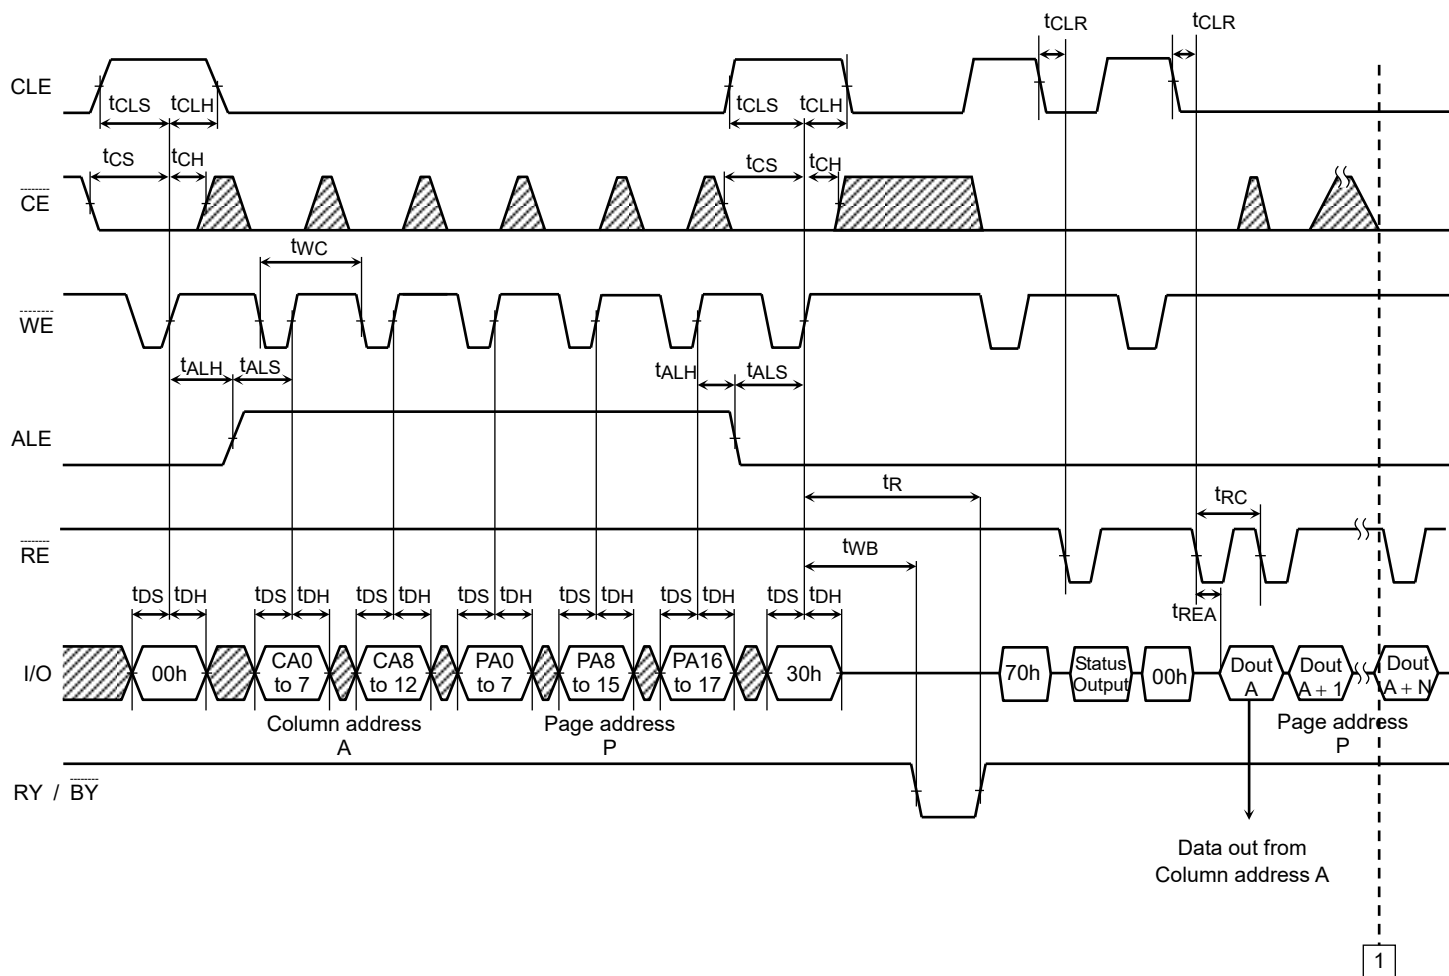 tCLR tCLR
CLE
tCLS tCLH tCLS tCLH
tCS tCH tCS tCH
CE
tWC
WE
tALH tALS tALH tALS
ALE
tR
tRC
RE
tWB
tDS tDH tDS tDH tDS tDH tDS tDH tDS tDH tDS tDH tDS tDH
tREA
I/O
00h
CA0
to 7
CA8
to 12
PA0
to 7
PA8
to 15
PA16
to 17
30h
70h
Status
Output
00h
Dout
A
Dout
A + 1
Dout
A + N
Column address
A
Page address
P
Page address
P
RY / BY
Data out from
Column address A
1